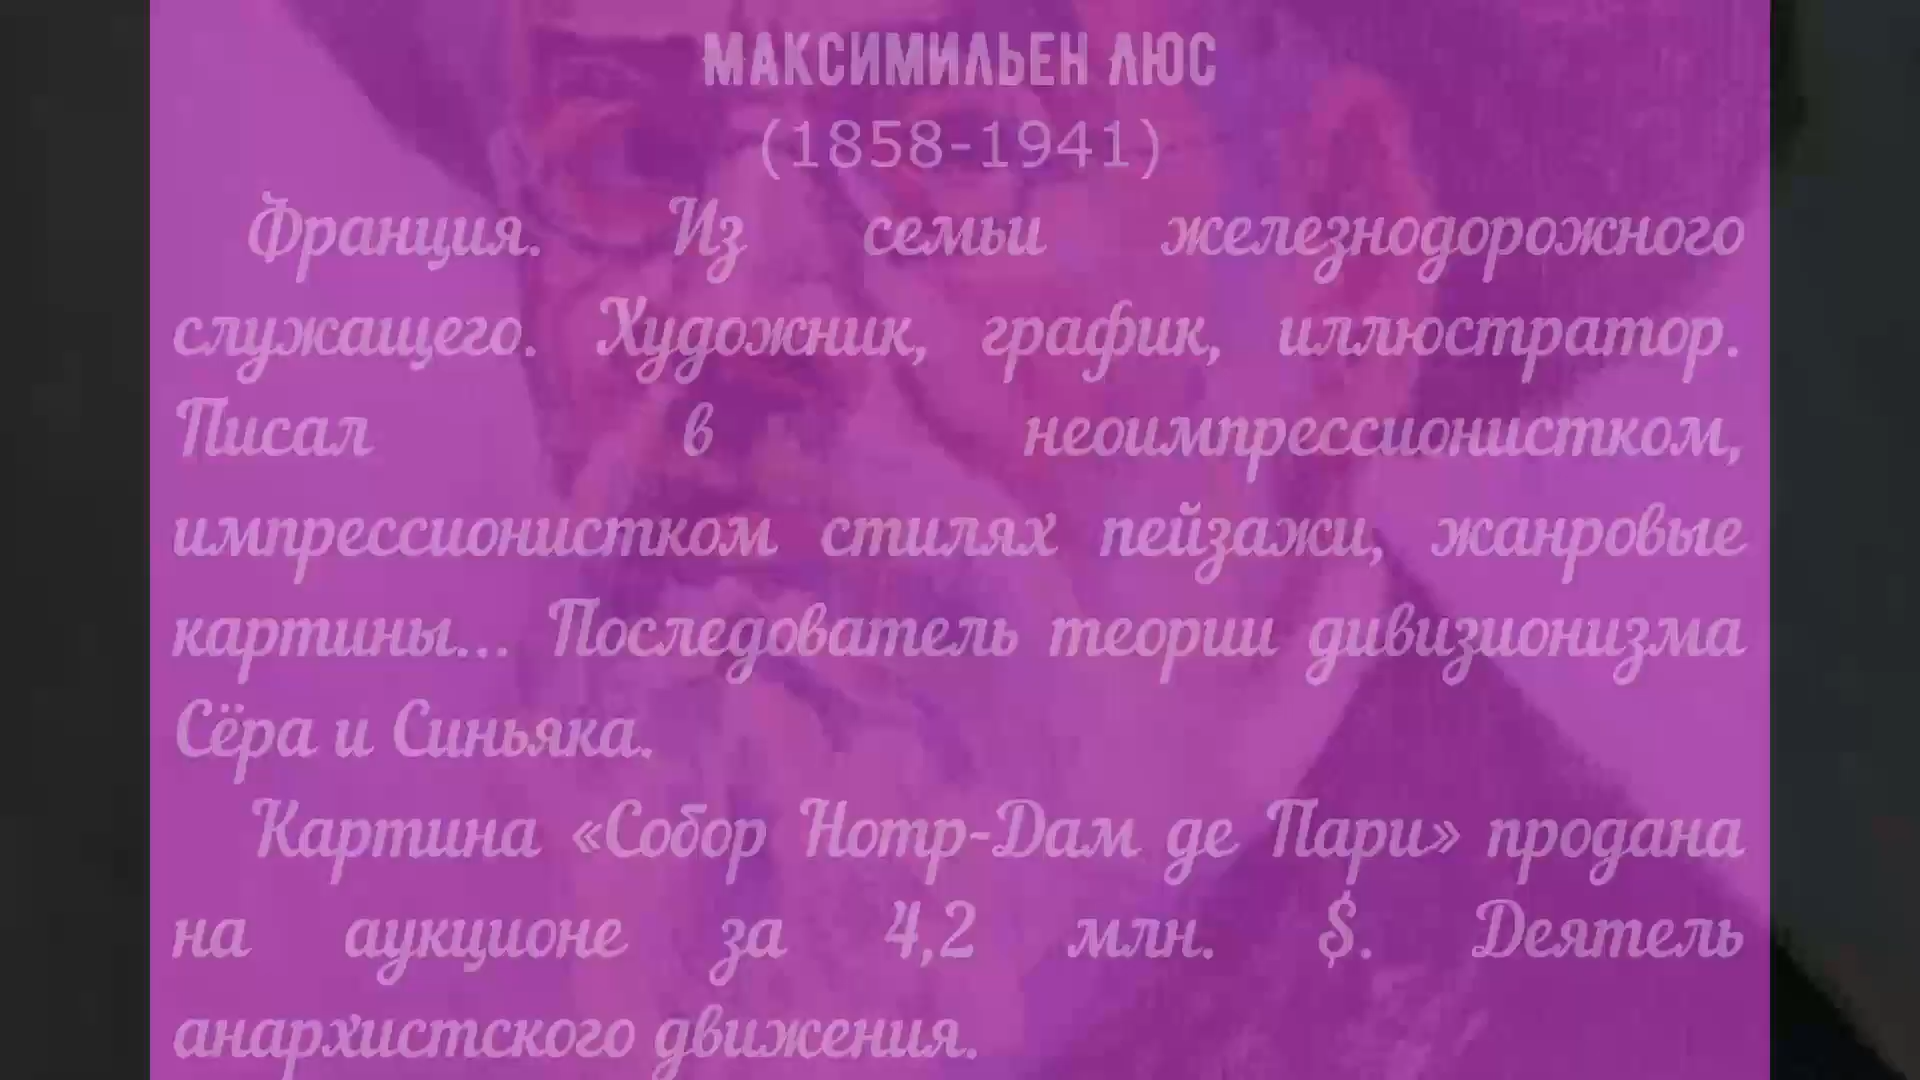 МАКСИМИЛЬЕН ЛЮС
(1858-1941)
Франция. Из семьи железнодорожного
служащего. Художник, график, иллюстратор.
Писал в неоимпрессионистком,
импрессионистком стилях пейзажи, жанровые
картины... Последователь теории дивизионизма
Сёра и Синьяка.
Картина «Собор Нотр-Дам де Пари» продана
на аукционе за 4,2 млн. $. Деятель
анархистского движения.